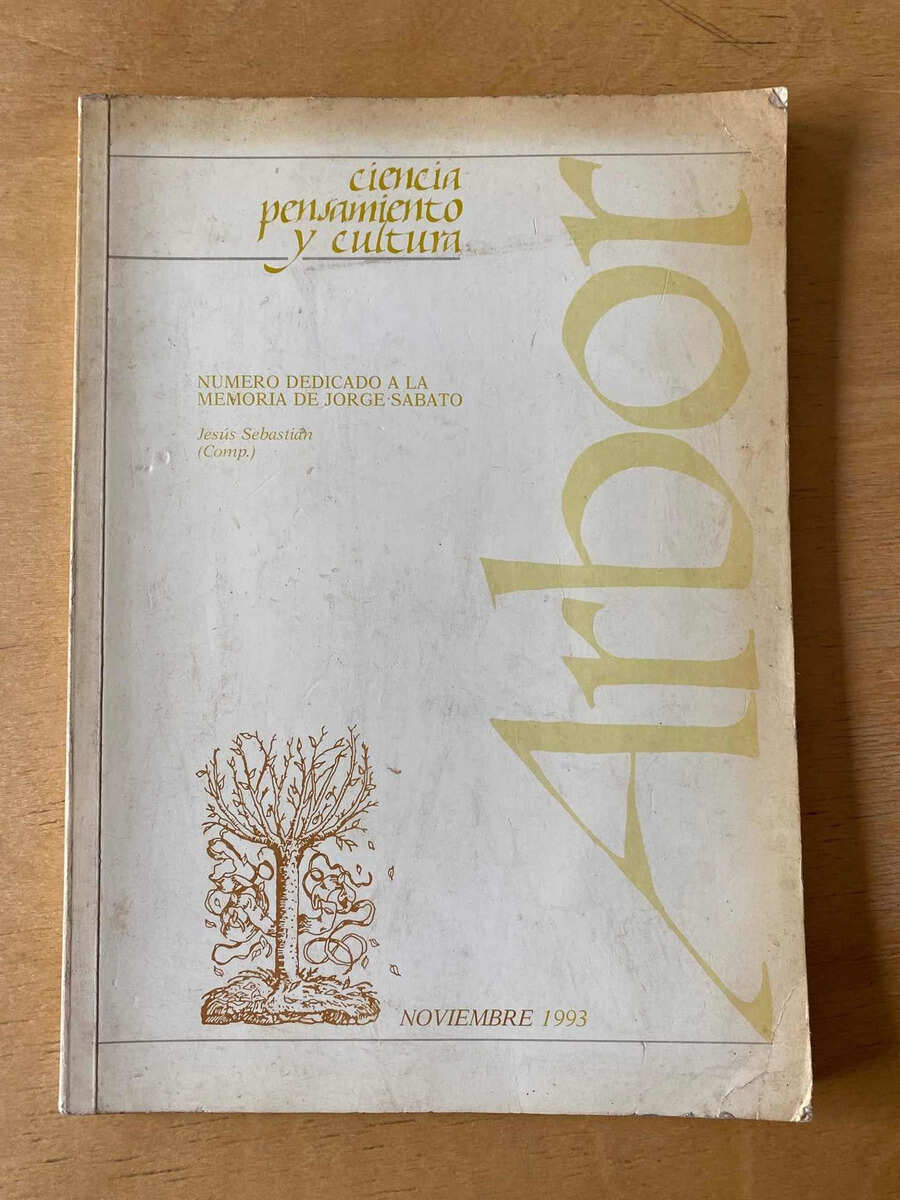 ciencia
pensamiento
y cultura
Arbor
NUMERO DEDICADO A LA
MEMORIA DE JORGE SABATO
Jesús Sebastián
(Comp.)
NOVIEMBRE 1993